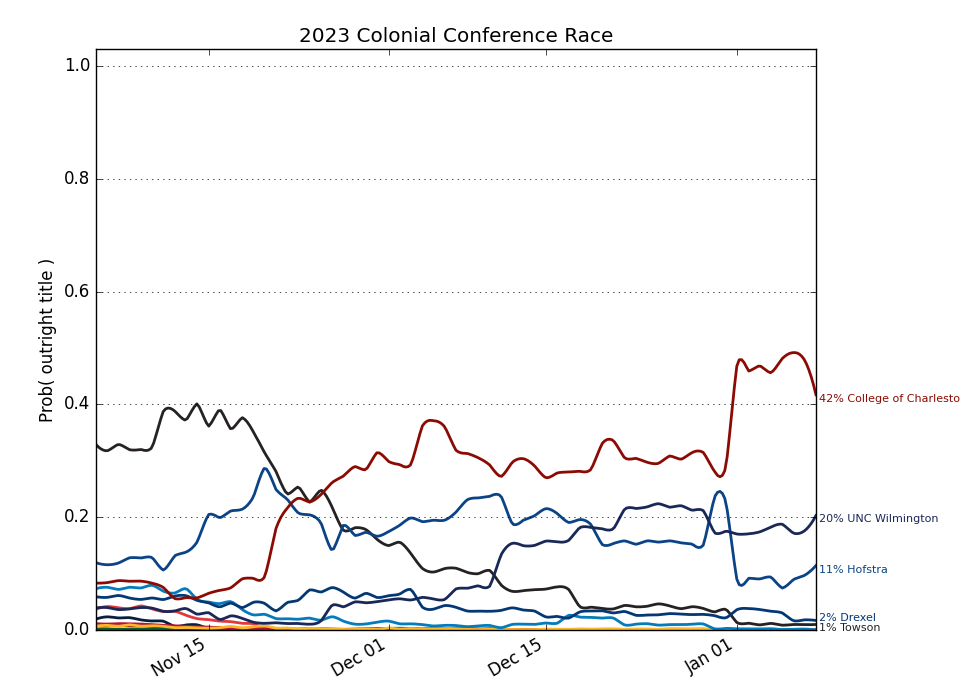 2023 Colonial Conference Race
Prob( outright title )
1.0
0.8
0.6
0.4
0.2
0.0
42% College of Charlesto
20% UNC Wilmington
11% Hofstra
2% Drexel
1% Towson
Nov 15
Dec 01
Dec 15
Jan 01